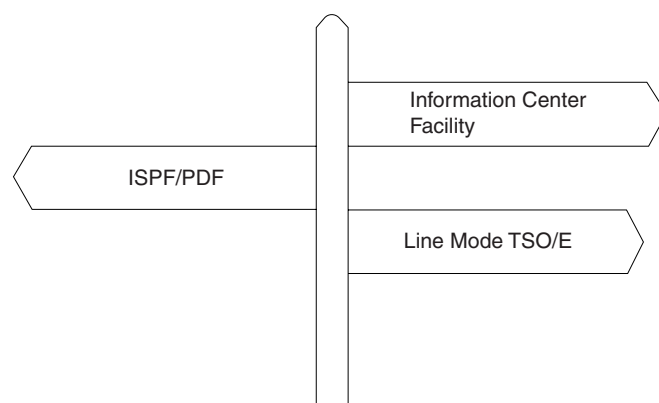 Information Center
Facility
ISPF/PDF
Line Mode TSO/E